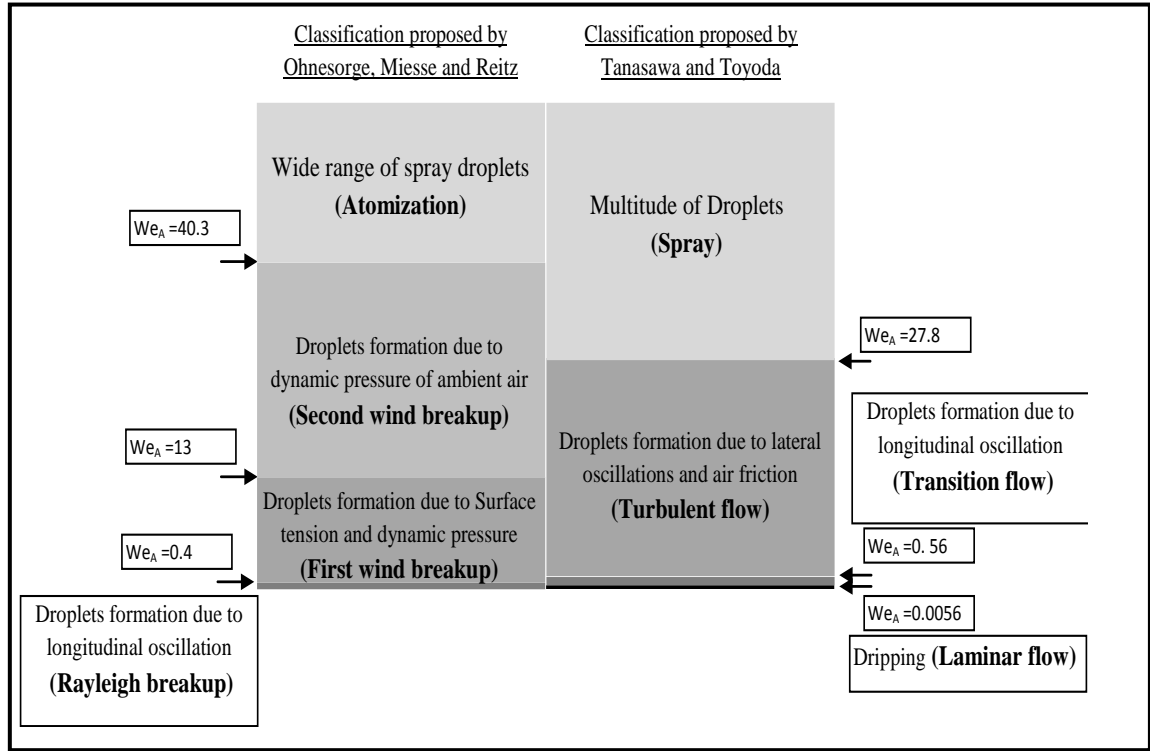 Classification proposed by
Ohnesorge, Miesse and Reitz
Classification proposed by
Tanasawa and Toyoda
Wide range of spray droplets
(Atomization)
Multitude of Droplets
(Spray)
WeA =40.3
Droplets formation due to
dynamic pressure of ambient air
(Second wind breakup)
WeA =27.8
WeA =13
Droplets formation due to lateral
oscillations and air friction
(Turbulent flow)
Droplets formation due to
longitudinal oscillation
(Transition flow)
Droplets formation due to Surface
tension and dynamic pressure
(First wind breakup)
WeA =0.4
WeA =0. 56
WeA =0.0056
Droplets formation due to
longitudinal oscillation
(Rayleigh breakup)
Dripping (Laminar flow)